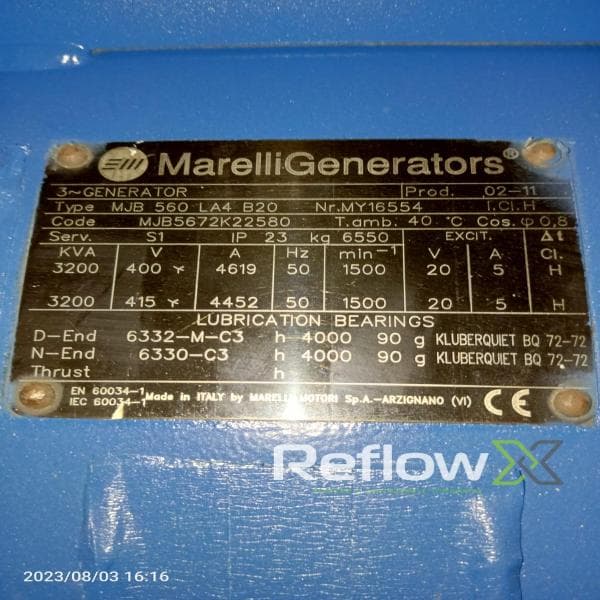 MarelliGenerators®
3~GENERATOR Prod. 02-11
Type MJB 560 LA4 B20 Nr.MY16554 I.Cl.H
Code MJB5672K22580 T.amb. 40 °C Cos.φ 0,8
Serv. S1 IP 23 kg 6550 EXCIT. Δt
KVA V A Hz min-1 V A Cl.
3200 400 Y 4619 50 1500 20 5 H
3200 415 Y 4452 50 1500 20 5 H
LUBRICATION BEARINGS
D-End 6332-M-C3 h 4000 90 g KLUBERQUIET BQ 72-72
N-End 6330-C3 h 4000 90 g KLUBERQUIET BQ 72-72
Thrust h
EN 60034-1
IEC 60034-1 Made in ITALY by MARELLI MOTORI SpA.-ARZIGNANO (VI) CE
ReflowX
2023/08/03 16:16